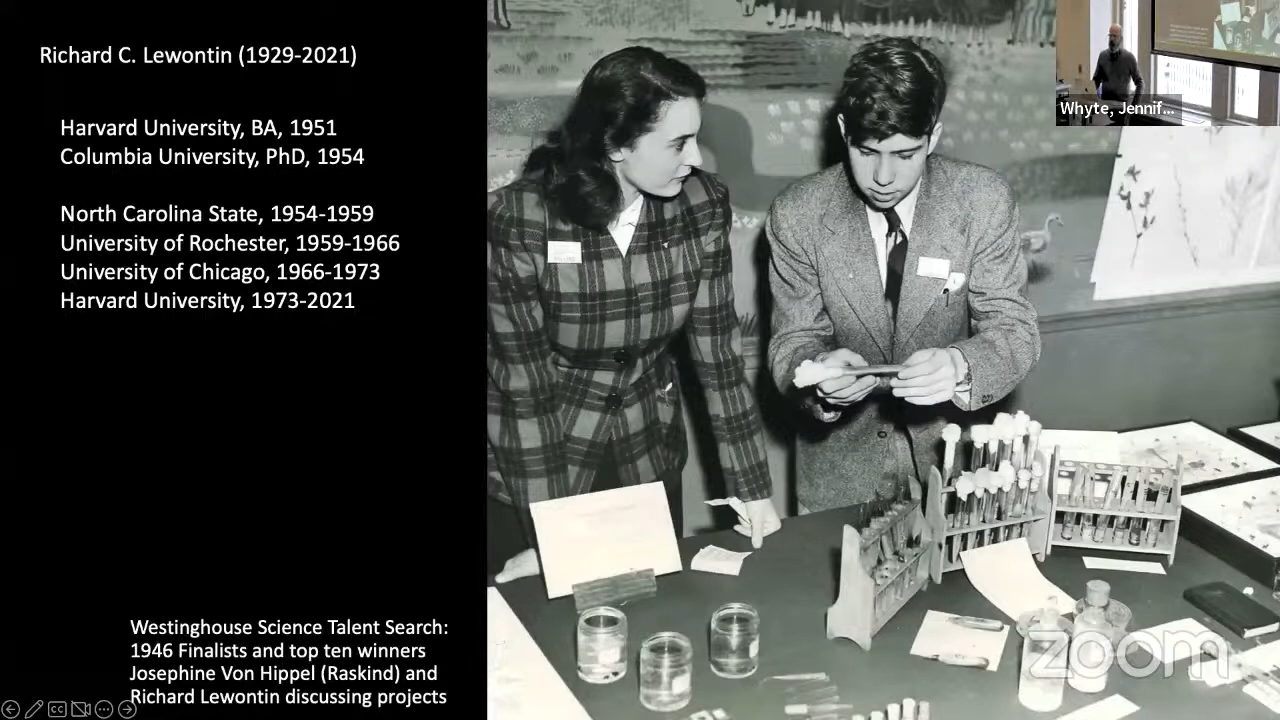 Richard C. Lewontin (1929-2021)
Harvard University, BA, 1951
Columbia University, PhD, 1954
North Carolina State, 1954-1959
University of Rochester, 1959-1966
University of Chicago, 1966-1973
Harvard University, 1973-2021
Westinghouse Science Talent Search:
1946 Finalists and top ten winners
Josephine Von Hippel (Raskind) and
Richard Lewontin discussing projects
Whyte, Jennif...
CC
zoom